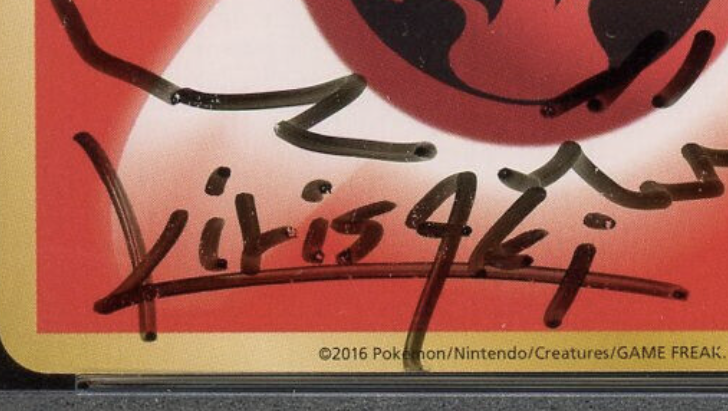 Kirisaki
©2016 Pokémon/Nintendo/Creatures/GAME FREAK.